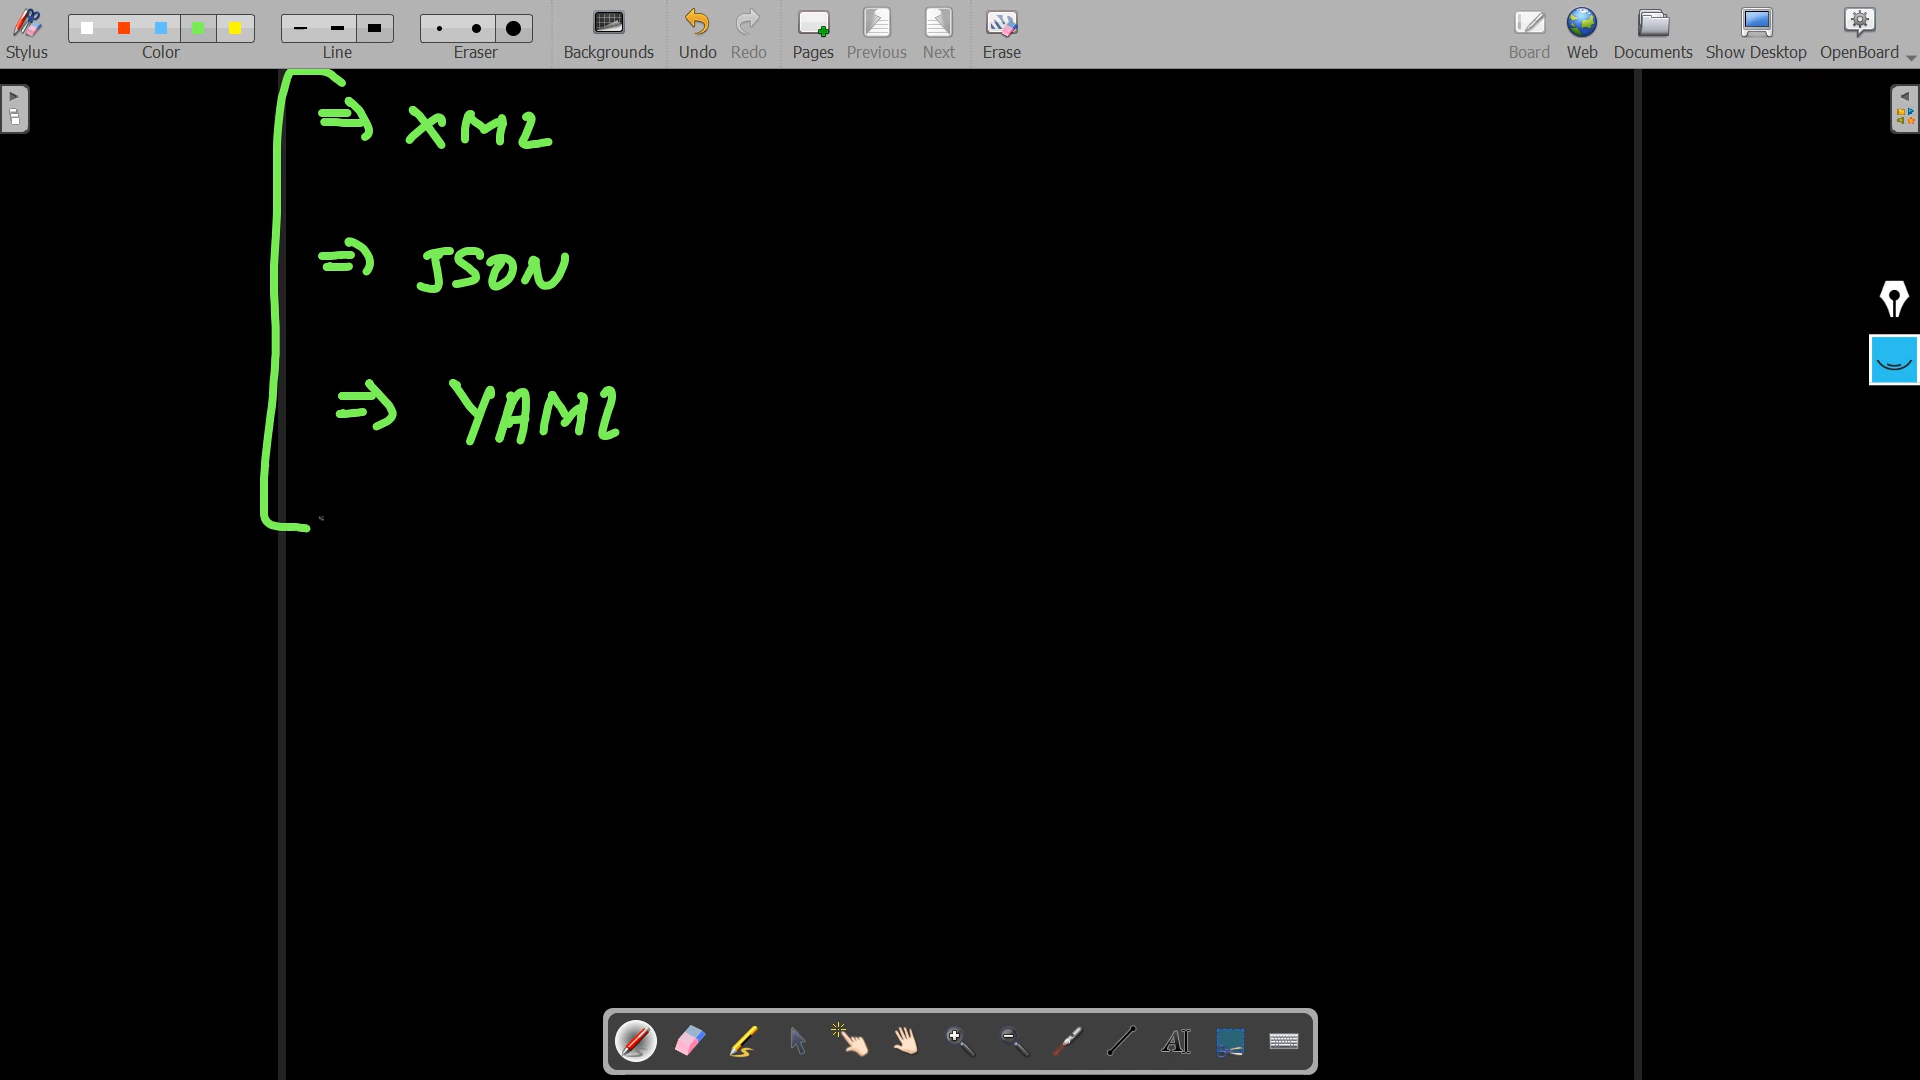 Stylus Color Line Eraser Backgrounds Undo Redo Pages Previous Next Erase Board Web Documents Show Desktop OpenBoard
⇒ XML
⇒ JSON
⇒ YAML
AI